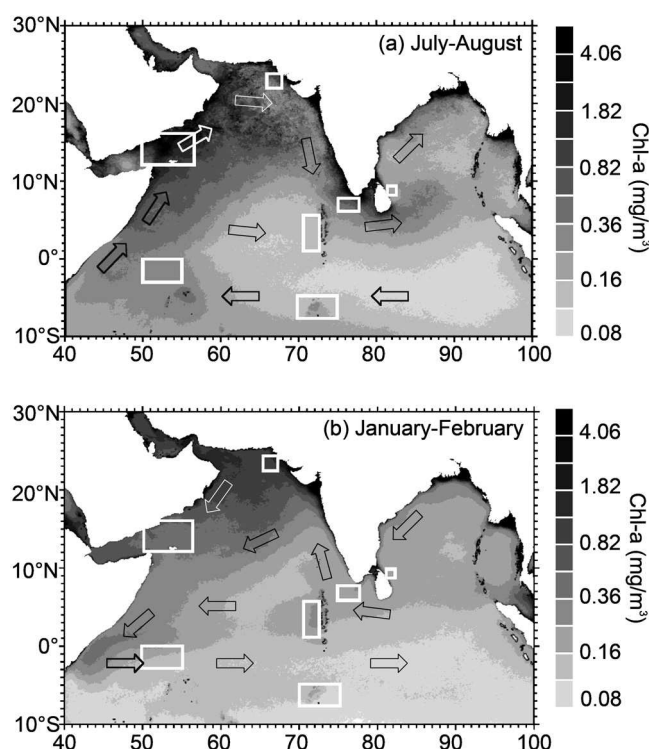 30°N
(a) July-August
20°N
10°N
0°
10°S
40 50 60 70 80 90 100
4.06
1.82
0.82
0.36
0.16
0.08
Chl-a (mg/m³)
30°N
(b) January-February
20°N
10°N
0°
10°S
40 50 60 70 80 90 100
4.06
1.82
0.82
0.36
0.16
0.08
Chl-a (mg/m³)